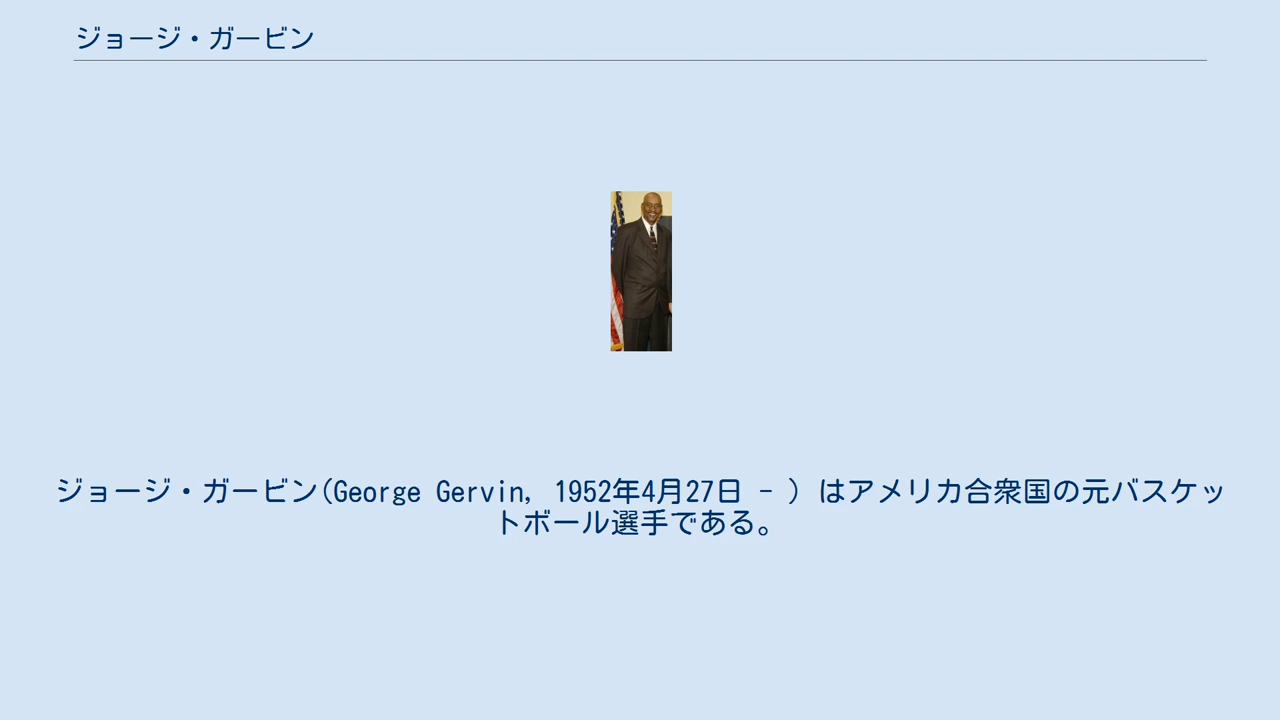 ジョージ・ガービン
ジョージ・ガービン(George Gervin, 1952年4月27日 - ) はアメリカ合衆国の元バスケッ
トボール選手である。